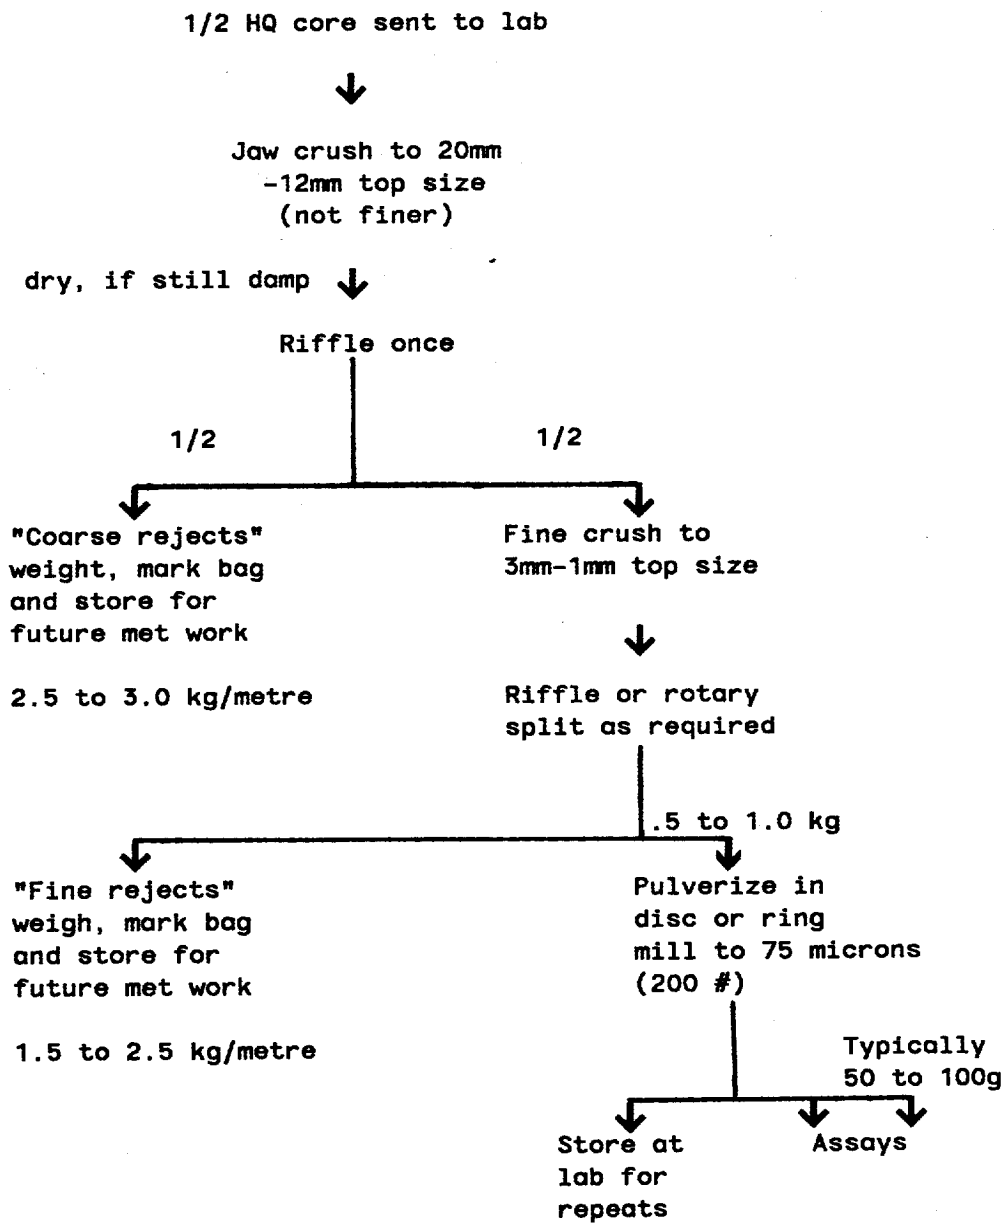 1/2 HQ core sent to lab
Jaw crush to 20mm
-12mm top size
(not finer)
dry, if still damp
Riffle once
1/2
1/2
"Coarse rejects"
weight, mark bag
and store for
future met work
2.5 to 3.0 kg/metre
Fine crush to
3mm-1mm top size
Riffle or rotary
split as required
.5 to 1.0 kg
"Fine rejects"
weigh, mark bag
and store for
future met work
1.5 to 2.5 kg/metre
Pulverize in
disc or ring
mill to 75 microns
(200 #)
Typically
50 to 100g
Store at
lab for
repeats
Assays